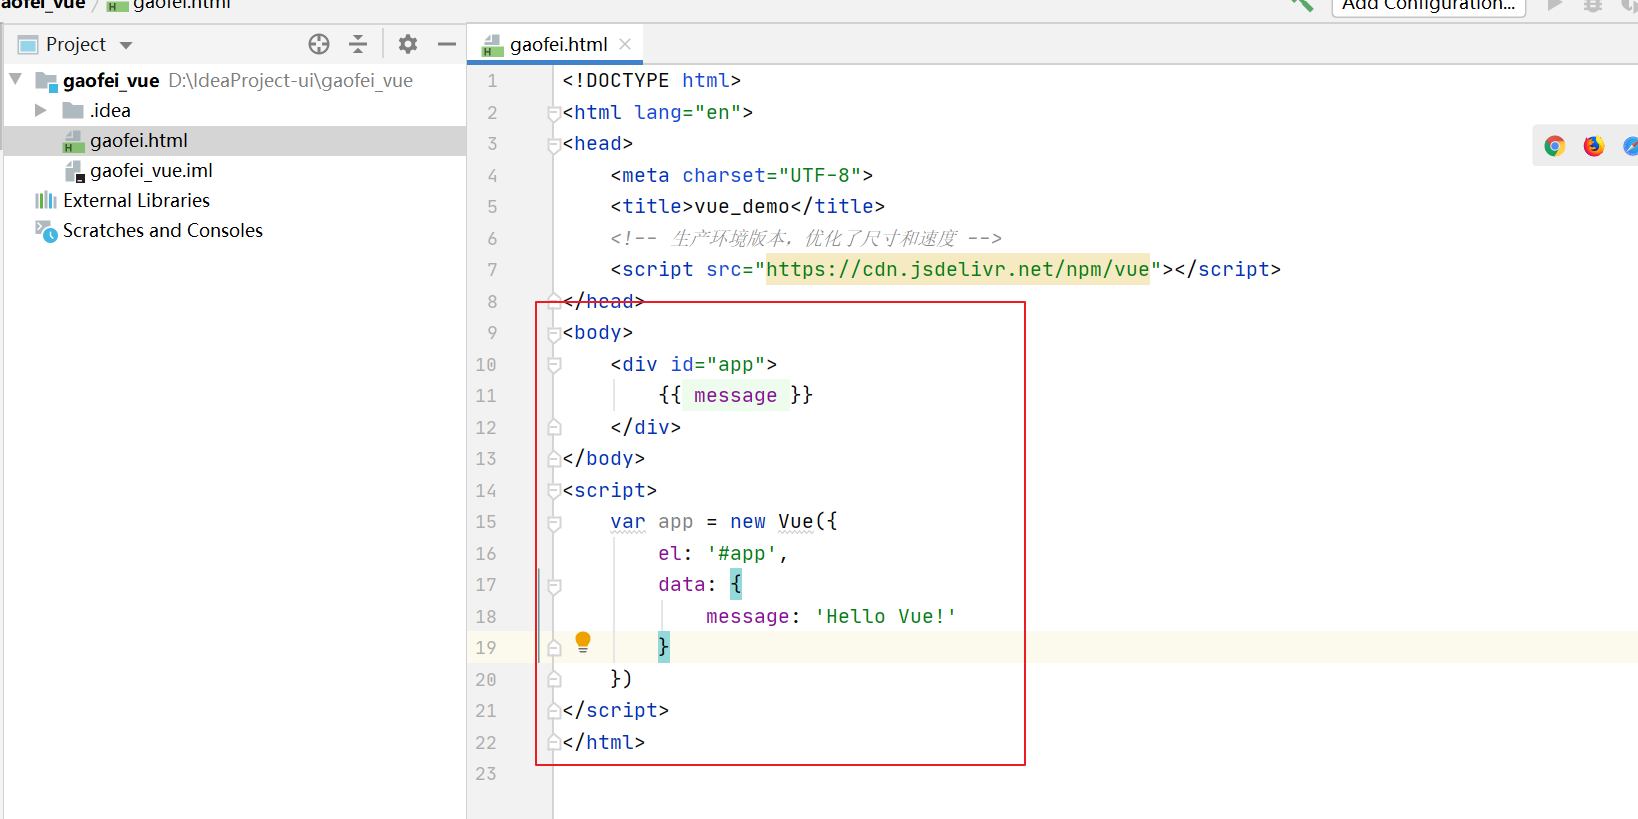 aofei_vue / gaofei.html
Add Configuration...
Project
gaofei.html
gaofei_vue D:\IdeaProject-ui\gaofei_vue
.idea
gaofei.html
gaofei_vue.iml
External Libraries
Scratches and Consoles
1 <!DOCTYPE html>
2 <html lang="en">
3 <head>
4 <meta charset="UTF-8">
5 <title>vue_demo</title>
6 <!-- 生产环境版本，优化了尺寸和速度 -->
7 <script src="https://cdn.jsdelivr.net/npm/vue"></script>
8 </head>
9 <body>
10 <div id="app">
11 {{ message }}
12 </div>
13 </body>
14 <script>
15 var app = new Vue({
16 el: '#app',
17 data: {
18 message: 'Hello Vue!'
19 }
20 })
21 </script>
22 </html>
23